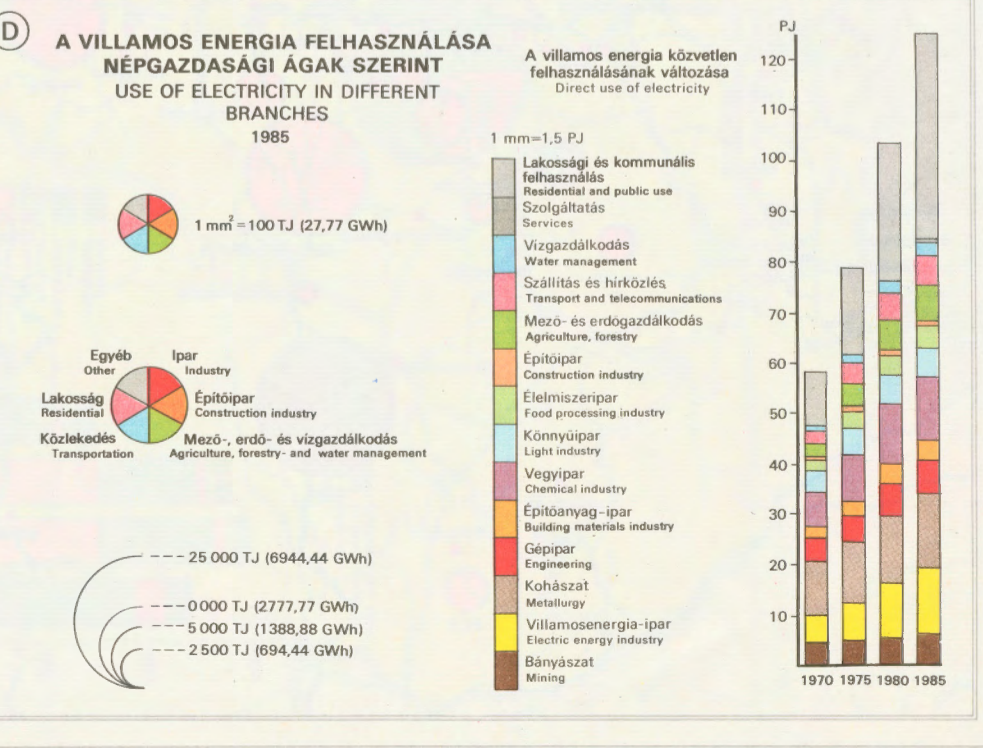 D
A VILLAMOS ENERGIA FELHASZNÁLÁSA
NÉPGAZDASÁGI ÁGAK SZERINT
USE OF ELECTRICITY IN DIFFERENT
BRANCHES
1985
1 mm² = 100 TJ (27,77 GWh)
Egyéb
Other
Ipar
Industry
Lakosság
Residential
Építőipar
Construction industry
Közlekedés
Transportation
Mező-, erdő- és vízgazdálkodás
Agriculture, forestry- and water management
25 000 TJ (6944,44 GWh)
0 000 TJ (2777,77 GWh)
5 000 TJ (1388,88 GWh)
2 500 TJ (694,44 GWh)
A villamos energia közvetlen
felhasználásának változása
Direct use of electricity
1 mm=1,5 PJ
Lakossági és kommunális
felhasználás
Residential and public use
Szolgáltatás
Services
Vízgazdálkodás
Water management
Szállítás és hírközlés
Transport and telecommunications
Mező- és erdőgazdálkodás
Agriculture, forestry
Építőipar
Construction industry
Élelmiszeripar
Food processing industry
Könnyűipar
Light industry
Vegyipar
Chemical industry
Építőanyag-ipar
Building materials industry
Gépipar
Engineering
Kohászat
Metallurgy
Villamosenergia-ipar
Electric energy industry
Bányászat
Mining
PJ
120
110
100
90
80
70
60
50
40
30
20
10
1970 1975 1980 1985